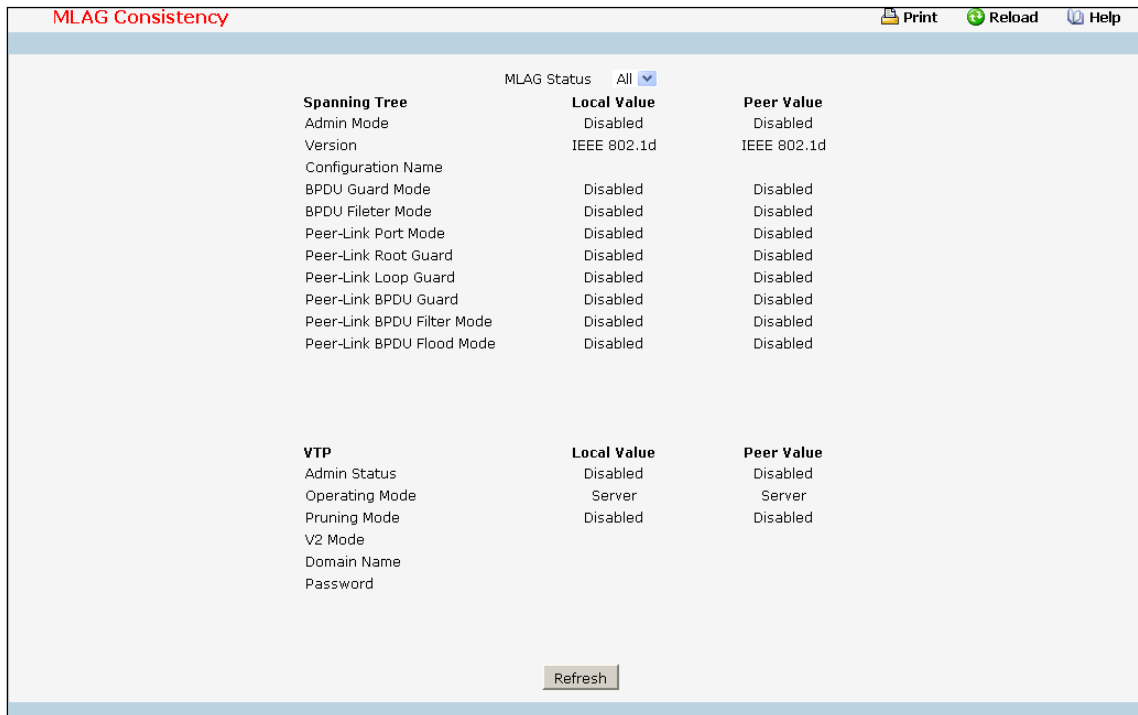 MLAG Consistency Print Reload Help
MLAG Status All
Spanning Tree Local Value Peer Value
Admin Mode Disabled Disabled
Version IEEE 802.1d IEEE 802.1d
Configuration Name
BPDU Guard Mode Disabled Disabled
BPDU Fileter Mode Disabled Disabled
Peer-Link Port Mode Disabled Disabled
Peer-Link Root Guard Disabled Disabled
Peer-Link Loop Guard Disabled Disabled
Peer-Link BPDU Guard Disabled Disabled
Peer-Link BPDU Filter Mode Disabled Disabled
Peer-Link BPDU Flood Mode Disabled Disabled
VTP Local Value Peer Value
Admin Status Disabled Disabled
Operating Mode Server Server
Pruning Mode Disabled Disabled
V2 Mode
Domain Name
Password
Refresh